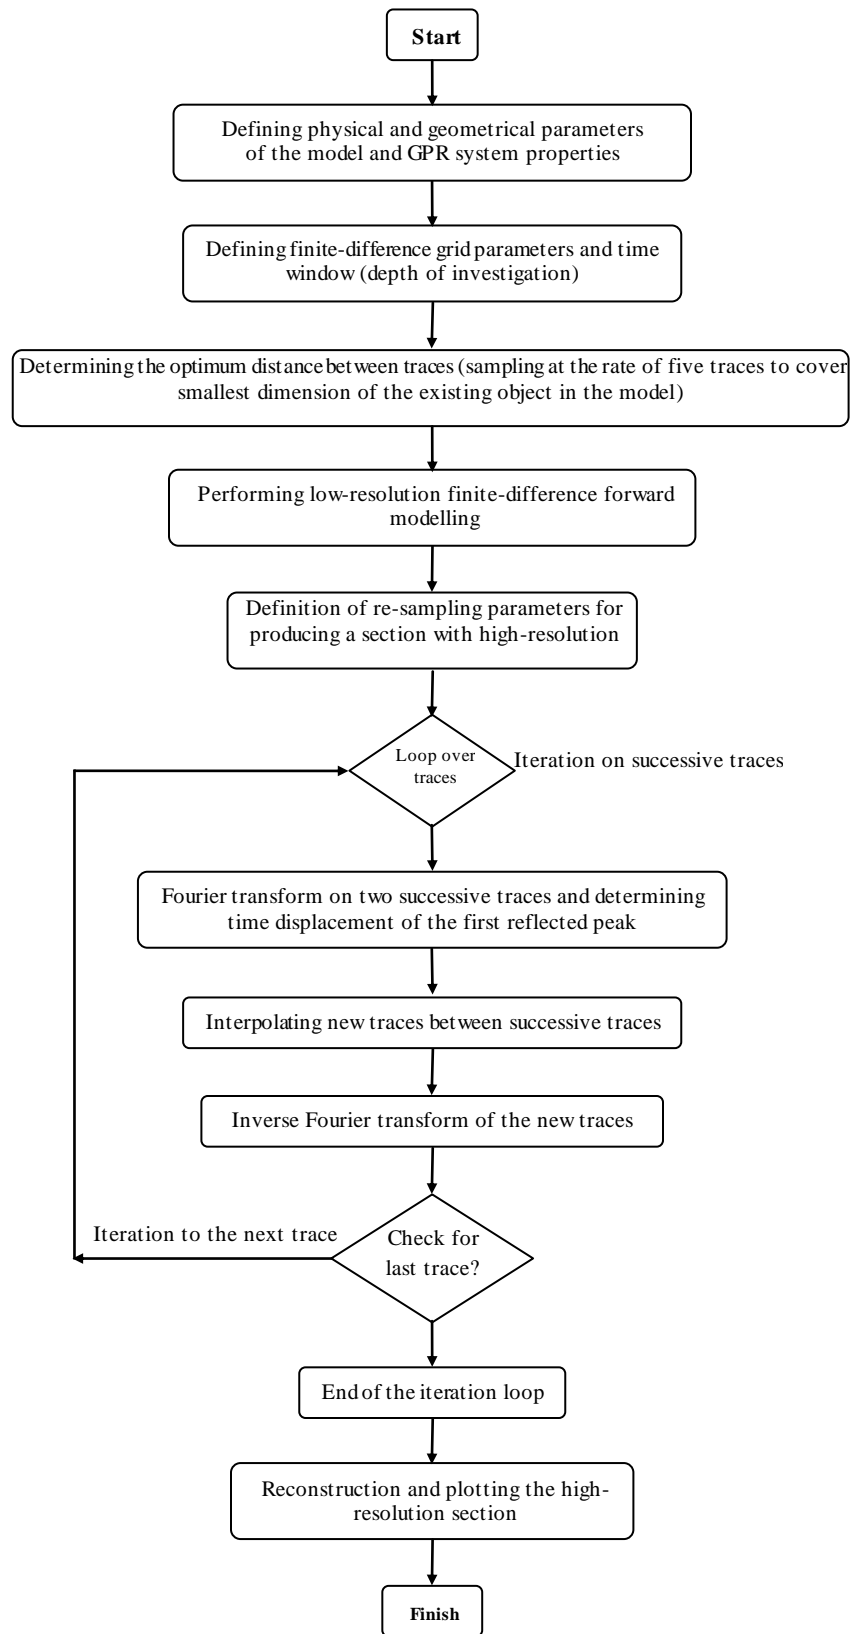 Start
Defining physical and geometrical parameters
of the model and GPR system properties
Defining finite-difference grid parameters and time
window (depth of investigation)
Determining the optimum distance between traces (sampling at the rate of five traces to cover
smallest dimension of the existing object in the model)
Performing low-resolution finite-difference forward
modelling
Definition of re-sampling parameters for
producing a section with high-resolution
Loop over
traces
Iteration on successive traces
Fourier transform on two successive traces and determining
time displacement of the first reflected peak
Interpolating new traces between successive traces
Inverse Fourier transform of the new traces
Iteration to the next trace
Check for
last trace?
End of the iteration loop
Reconstruction and plotting the high-
resolution section
Finish